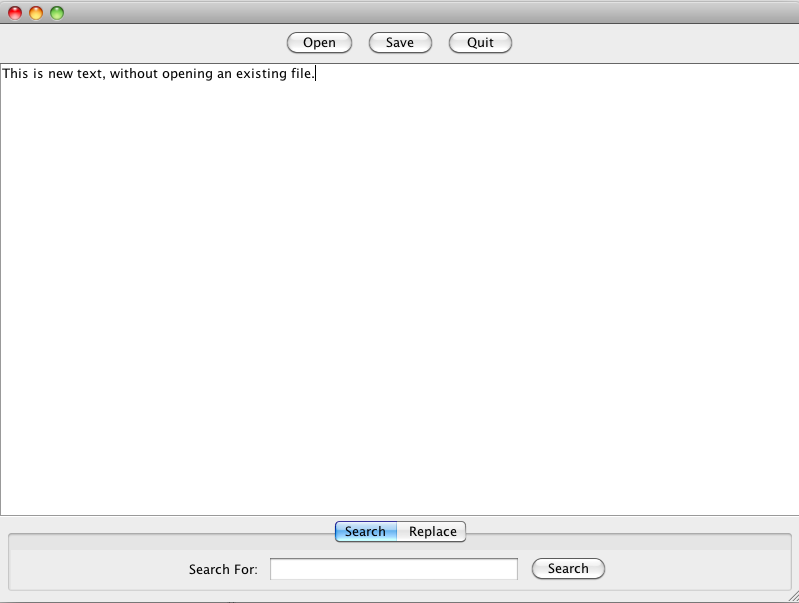 Open Save Quit
This is new text, without opening an existing file.
Search Replace
Search For: Search